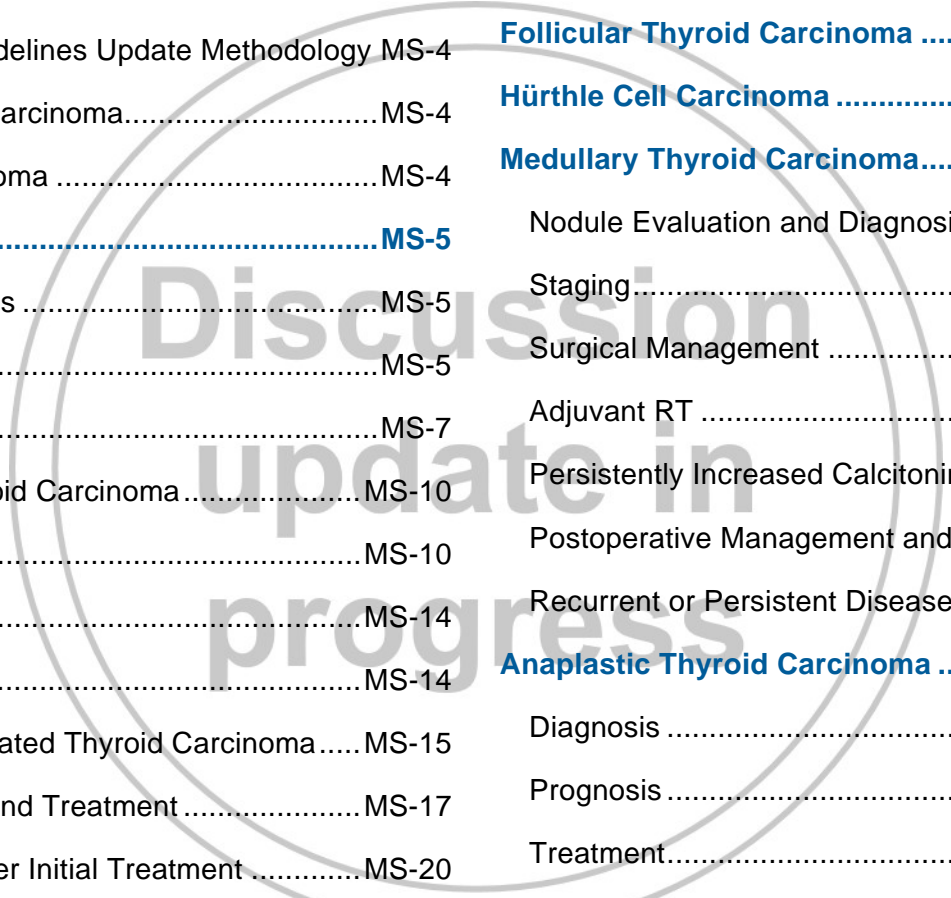 delines Update Methodology MS-4
arcinoma..............................MS-4
oma ......................................MS-4
..............................................MS-5
s ..........................................MS-5
..............................................MS-5
..............................................MS-7
oid Carcinoma.....................MS-10
............................................MS-10
............................................MS-14
............................................MS-14
ated Thyroid Carcinoma.....MS-15
nd Treatment.....................MS-17
er Initial Treatment .............MS-20
Follicular Thyroid Carcinoma ....
Hürthle Cell Carcinoma ..............
Medullary Thyroid Carcinoma....
Nodule Evaluation and Diagnosi
Staging......................................
Surgical Management ...............
Adjuvant RT ..............................
Persistently Increased Calcitonin
Postoperative Management and
Recurrent or Persistent Disease
Anaplastic Thyroid Carcinoma ..
Diagnosis ..................................
Prognosis ..................................
Treatment..................................
Discussion
update in
progress